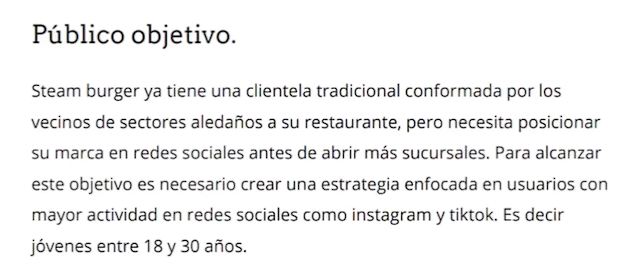 Público objetivo.
Steam burger ya tiene una clientela tradicional conformada por los
vecinos de sectores aledaños a su restaurante, pero necesita posicionar
su marca en redes sociales antes de abrir más sucursales. Para alcanzar
este objetivo es necesario crear una estrategia enfocada en usuarios con
mayor actividad en redes sociales como instagram y tiktok. Es decir
jóvenes entre 18 y 30 años.